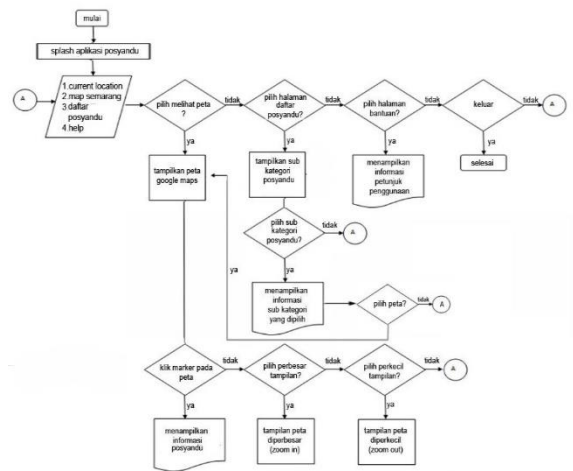 mulai
splash aplikasi posyandu
A
1.current location
2.map semarang
3.daftar
posyandu
4.help
pilih melihat peta
?
tidak
pilih halaman
daftar
posyandu?
tidak
pilih halaman
bantuan?
tidak
keluar
tidak
A
ya
ya
ya
ya
tampilkan peta
google maps
tampilkan sub
kategori
posyandu
menampilkan
informasi
petunjuk
penggunaan
selesai
pilih sub
kategori
posyandu?
tidak
A
ya
ya
menampilkan
informasi
sub kategori
yang dipilih
pilih peta?
tidak
A
klik marker pada
peta
tidak
pilih perbesar
tampilan?
tidak
pilih perkecil
tampilan?
tidak
A
ya
ya
ya
menampilkan
informasi
posyandu
tampilan peta
diperbesar
(zoom in)
tampilan peta
diperkecil
(zoom out)